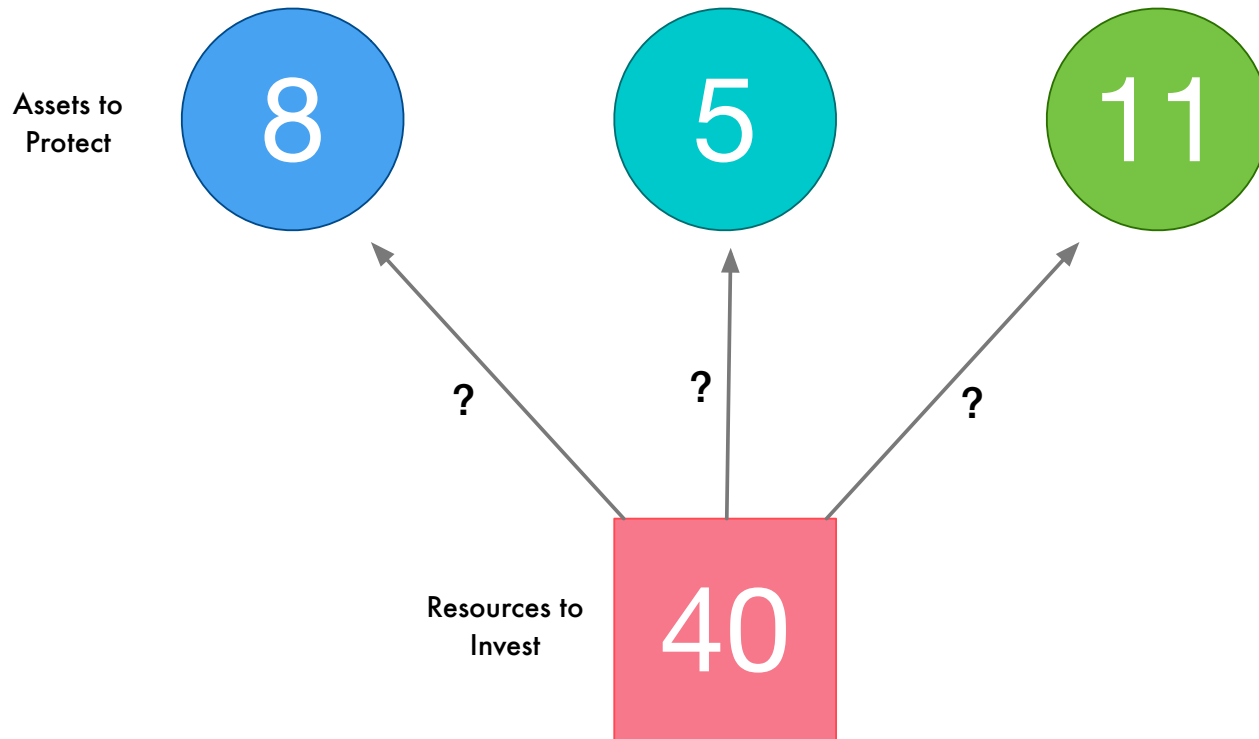 Assets to
Protect
8
5
11
?
?
?
Resources to
Invest
40